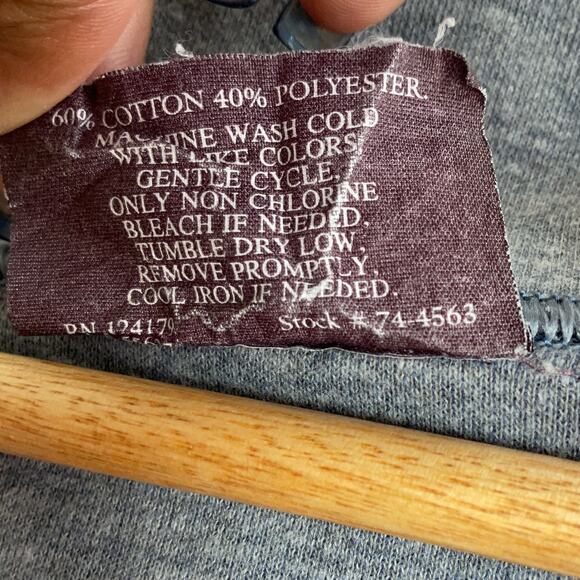 60% COTTON 40% POLYESTER.
MACHINE WASH COLD
WITH LIKE COLORS
GENTLE CYCLE.
ONLY NON CHLORINE
BLEACH IF NEEDED.
TUMBLE DRY LOW.
REMOVE PROMPTLY.
COOL IRON IF NEEDED.
RN 124179 Stock # 74-4563